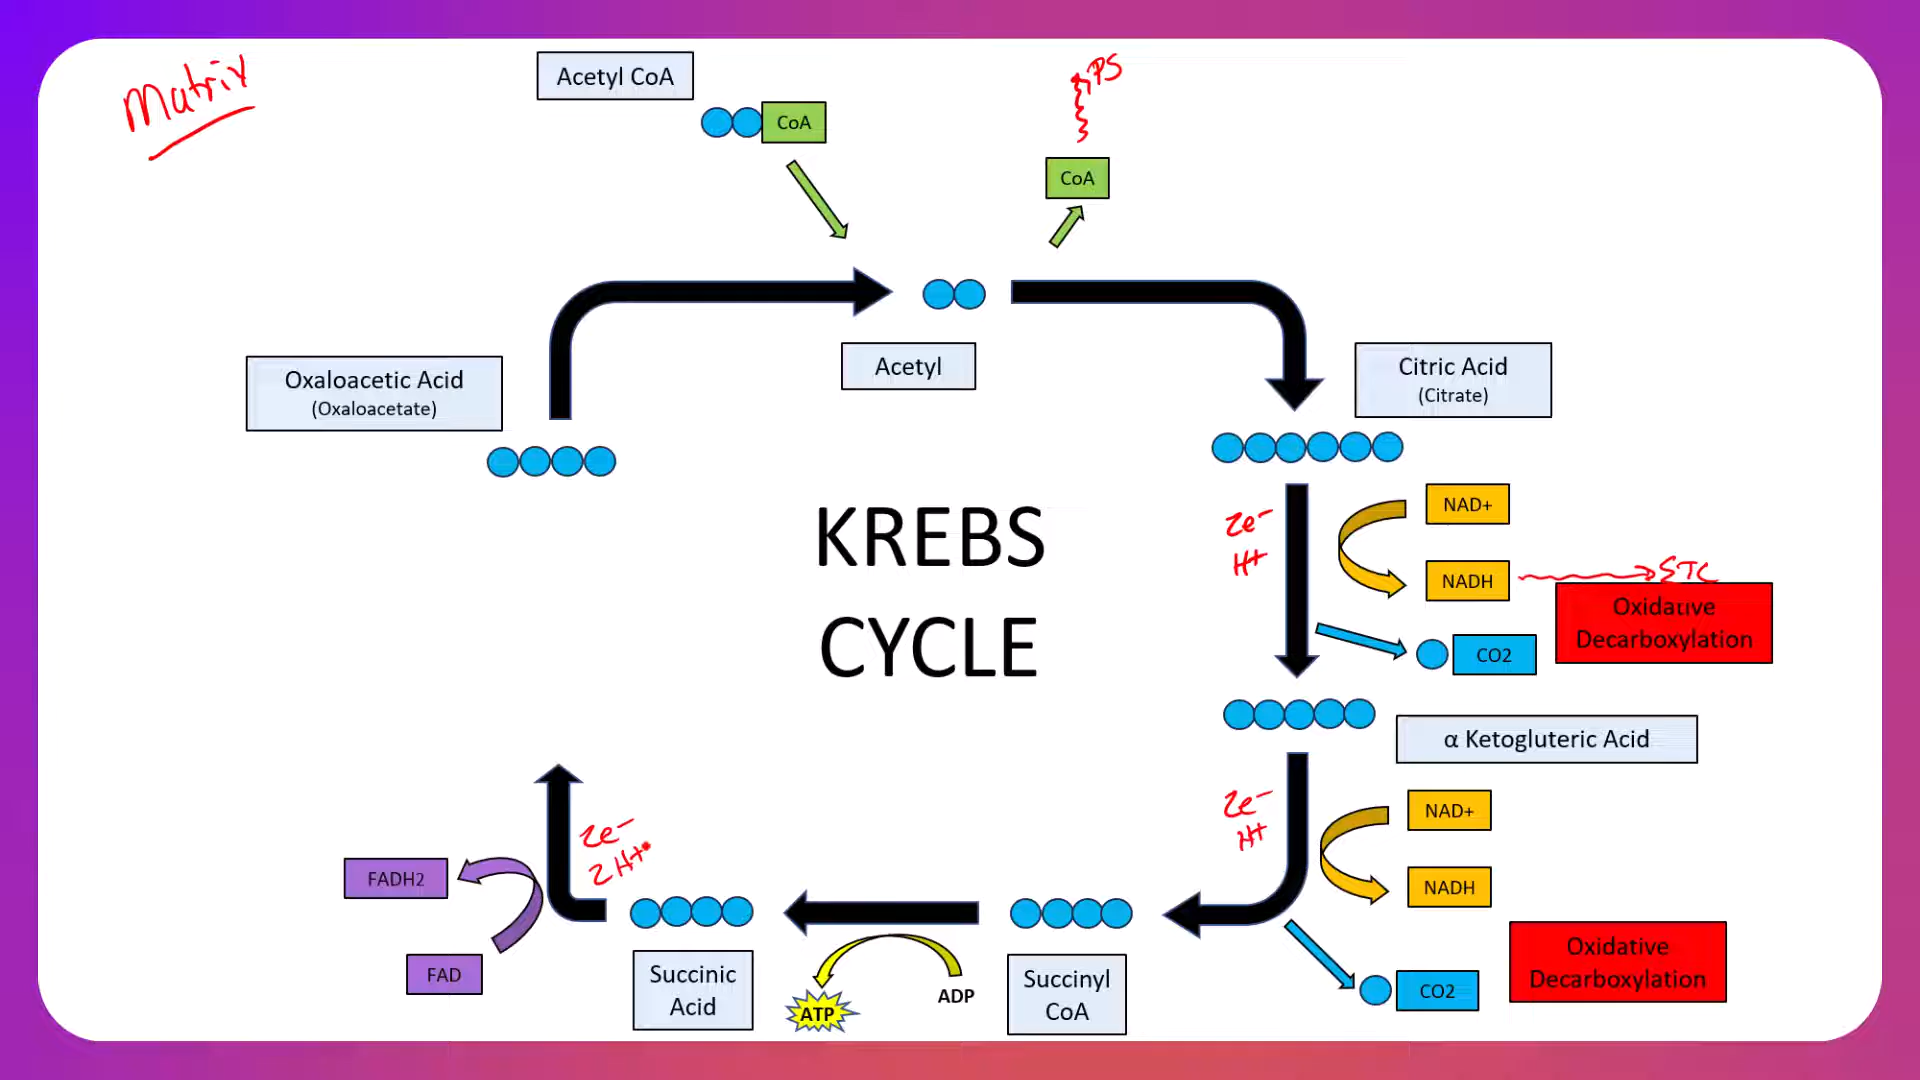 Matrix
Acetyl CoA
CoA
PS
CoA
Oxaloacetic Acid
(Oxaloacetate)
Acetyl
Citric Acid
(Citrate)
KREBS
CYCLE
2e-
H+
NAD+
NADH
ETC
Oxidative
Decarboxylation
CO2
α Ketogluteric Acid
2e-
H+
NAD+
NADH
Oxidative
Decarboxylation
CO2
Succinyl
CoA
ADP
ATP
Succinic
Acid
2e-
2H+
FADH2
FAD